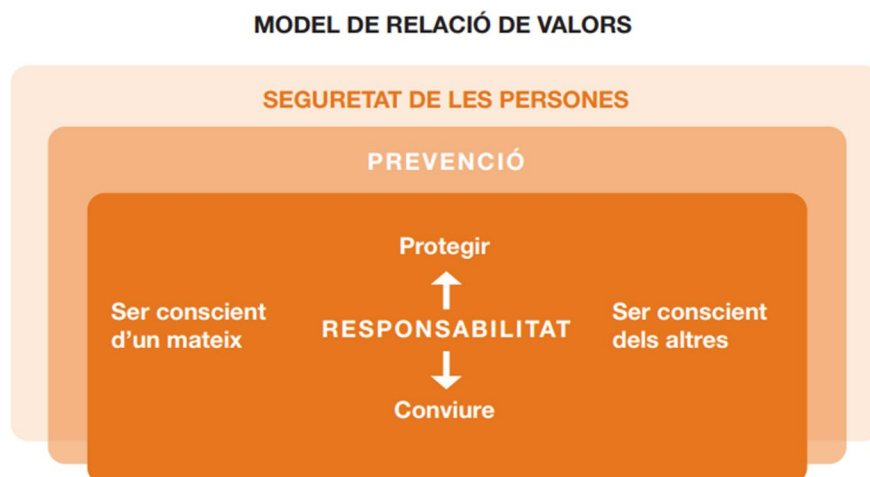 MODEL DE RELACIÓ DE VALORS
SEGURETAT DE LES PERSONES
PREVENCIÓ
Protegir
Ser conscient
d'un mateix
RESPONSABILITAT
Ser conscient
dels altres
Conviure